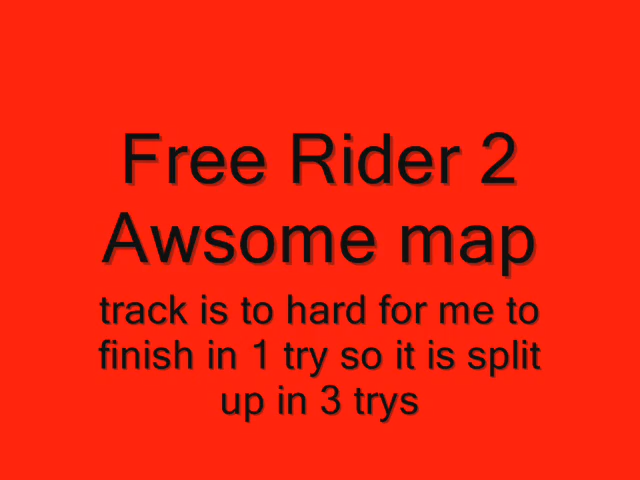 Free Rider 2
Awsome map
track is to hard for me to
finish in 1 try so it is split
up in 3 trys